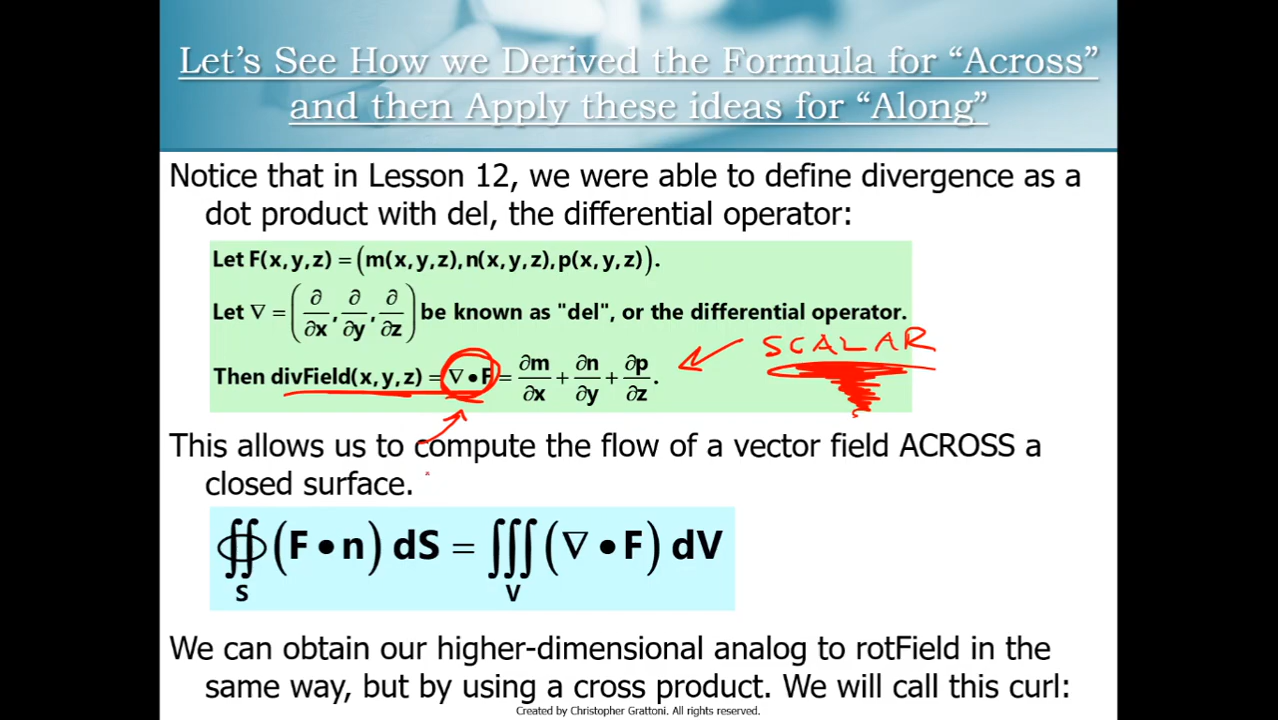 Let's See How we Derived the Formula for “Across”
and then Apply these ideas for “Along”
Notice that in Lesson 12, we were able to define divergence as a
dot product with del, the differential operator:
Let F(x,y,z) = (m(x,y,z),n(x,y,z),p(x,y,z)).
Let ∇ = (∂/∂x, ∂/∂y, ∂/∂z) be known as "del", or the differential operator.
SCALAR
Then divField(x,y,z) = ∇•F = ∂m/∂x + ∂n/∂y + ∂p/∂z.
This allows us to compute the flow of a vector field ACROSS a
closed surface.
∯_S (F•n) dS = ∭_V (∇•F) dV
We can obtain our higher-dimensional analog to rotField in the
same way, but by using a cross product. We will call this curl:
Created by Christopher Grattoni. All rights reserved.